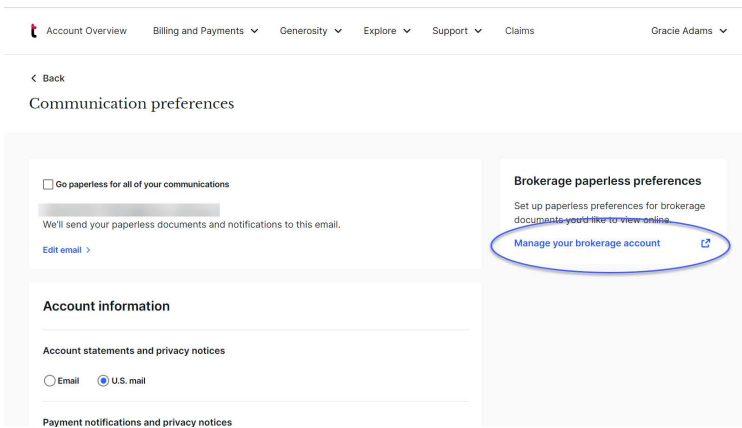 Account Overview Billing and Payments Generosity Explore Support Claims Gracie Adams
Back
Communication preferences
Go paperless for all of your communications
We'll send your paperless documents and notifications to this email.
Edit email
Brokerage paperless preferences
Set up paperless preferences for brokerage
documents you'd like to view online.
Manage your brokerage account
Account information
Account statements and privacy notices
Email U.S. mail
Payment notifications and privacy notices